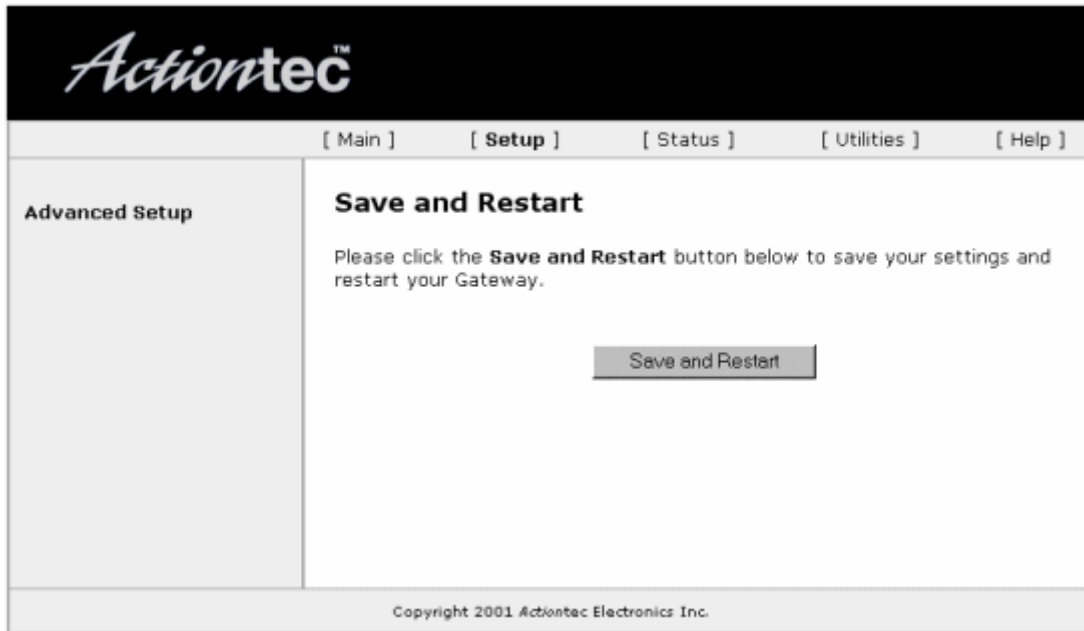 Actiontec™
[ Main ] [ Setup ] [ Status ] [ Utilities ] [ Help ]
Advanced Setup
Save and Restart
Please click the Save and Restart button below to save your settings and
restart your Gateway.
Save and Restart
Copyright 2001 Actiontec Electronics Inc.